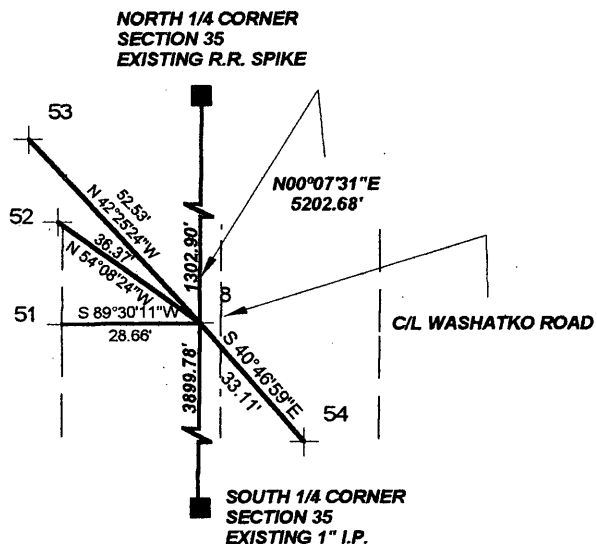 NORTH 1/4 CORNER
SECTION 35
EXISTING R.R. SPIKE
53
52
51
52.53'
N 42°25'24"W
36.37'
N 54°08'24"W
S 89°30'11"W
28.66'
1302.90'
3899.78'
8
N00°07'31"E
5202.68'
C/L WASHATKO ROAD
S 40°46'59"E
33.11'
54
SOUTH 1/4 CORNER
SECTION 35
EXISTING 1" I.P.